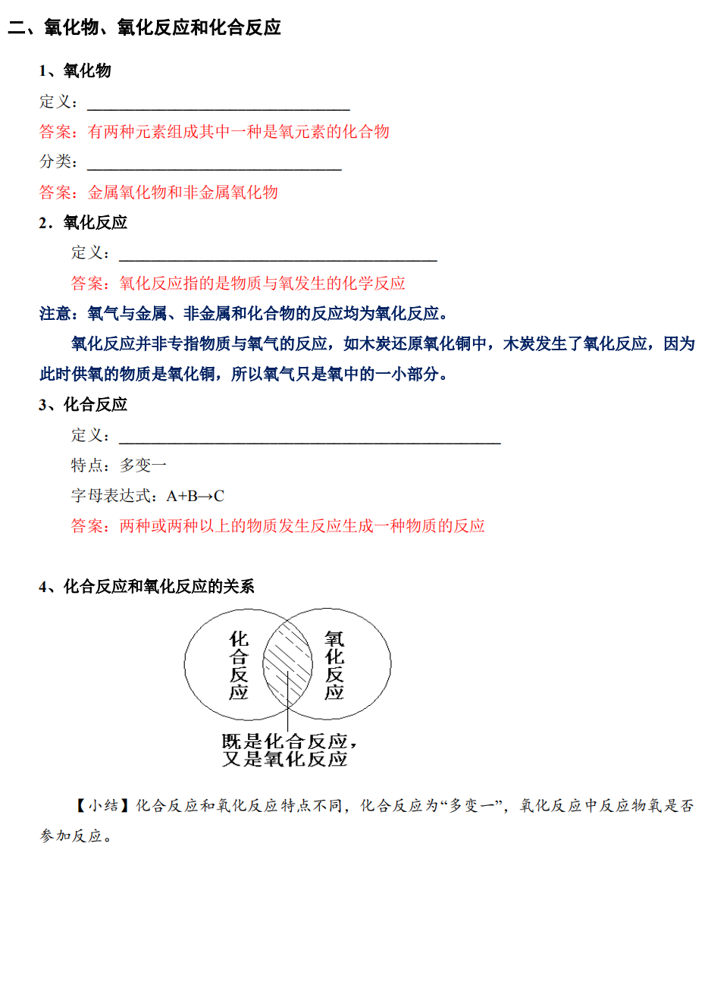 二、氧化物、氧化反应和化合反应
1、氧化物
定义：_________________________________
答案：有两种元素组成其中一种是氧元素的化合物
分类：________________________________
答案：金属氧化物和非金属氧化物
2．氧化反应
定义：________________________________________
答案：氧化反应指的是物质与氧发生的化学反应
注意：氧气与金属、非金属和化合物的反应均为氧化反应。
氧化反应并非专指物质与氧气的反应，如木炭还原氧化铜中，木炭发生了氧化反应，因为
此时供氧的物质是氧化铜，所以氧气只是氧中的一小部分。
3、化合反应
定义：________________________________________________
特点：多变一
字母表达式：A+B→C
答案：两种或两种以上的物质发生反应生成一种物质的反应
4、化合反应和氧化反应的关系
化合反应
氧化反应
既是化合反应，
又是氧化反应
【小结】化合反应和氧化反应特点不同，化合反应为“多变一”，氧化反应中反应物氧是否
参加反应。